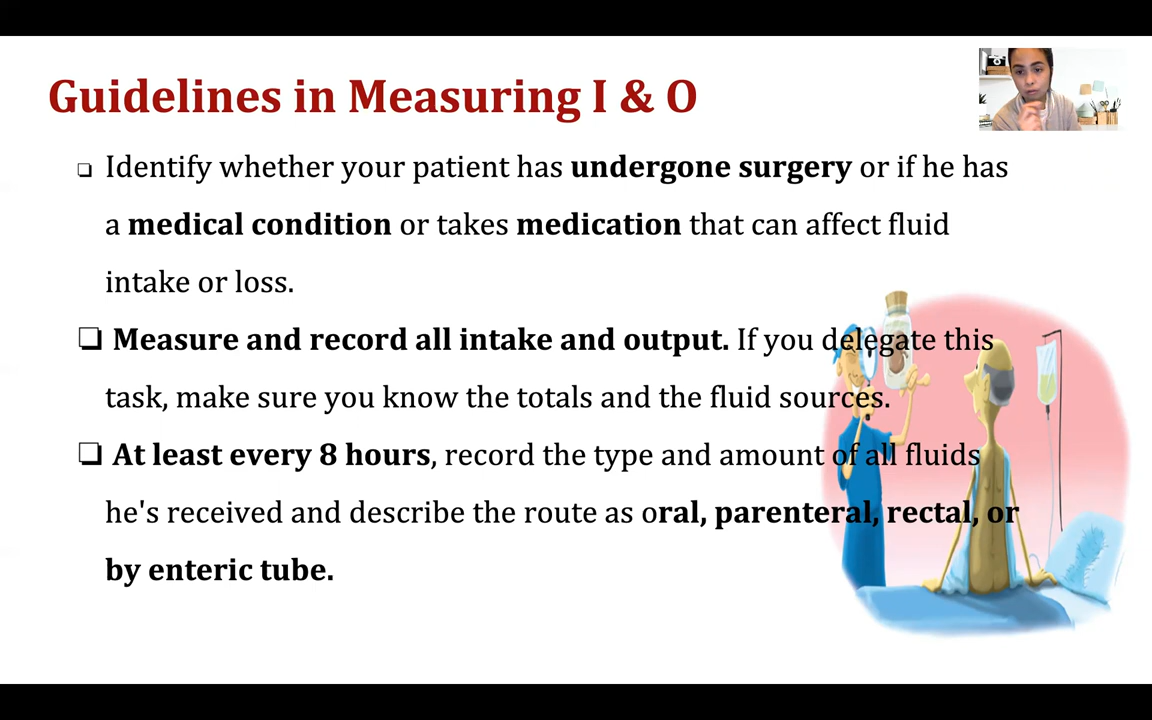 Guidelines in Measuring I & O
Identify whether your patient has undergone surgery or if he has
a medical condition or takes medication that can affect fluid
intake or loss.
Measure and record all intake and output. If you delegate this
task, make sure you know the totals and the fluid sources.
At least every 8 hours, record the type and amount of all fluids
he's received and describe the route as oral, parenteral, rectal, or
by enteric tube.